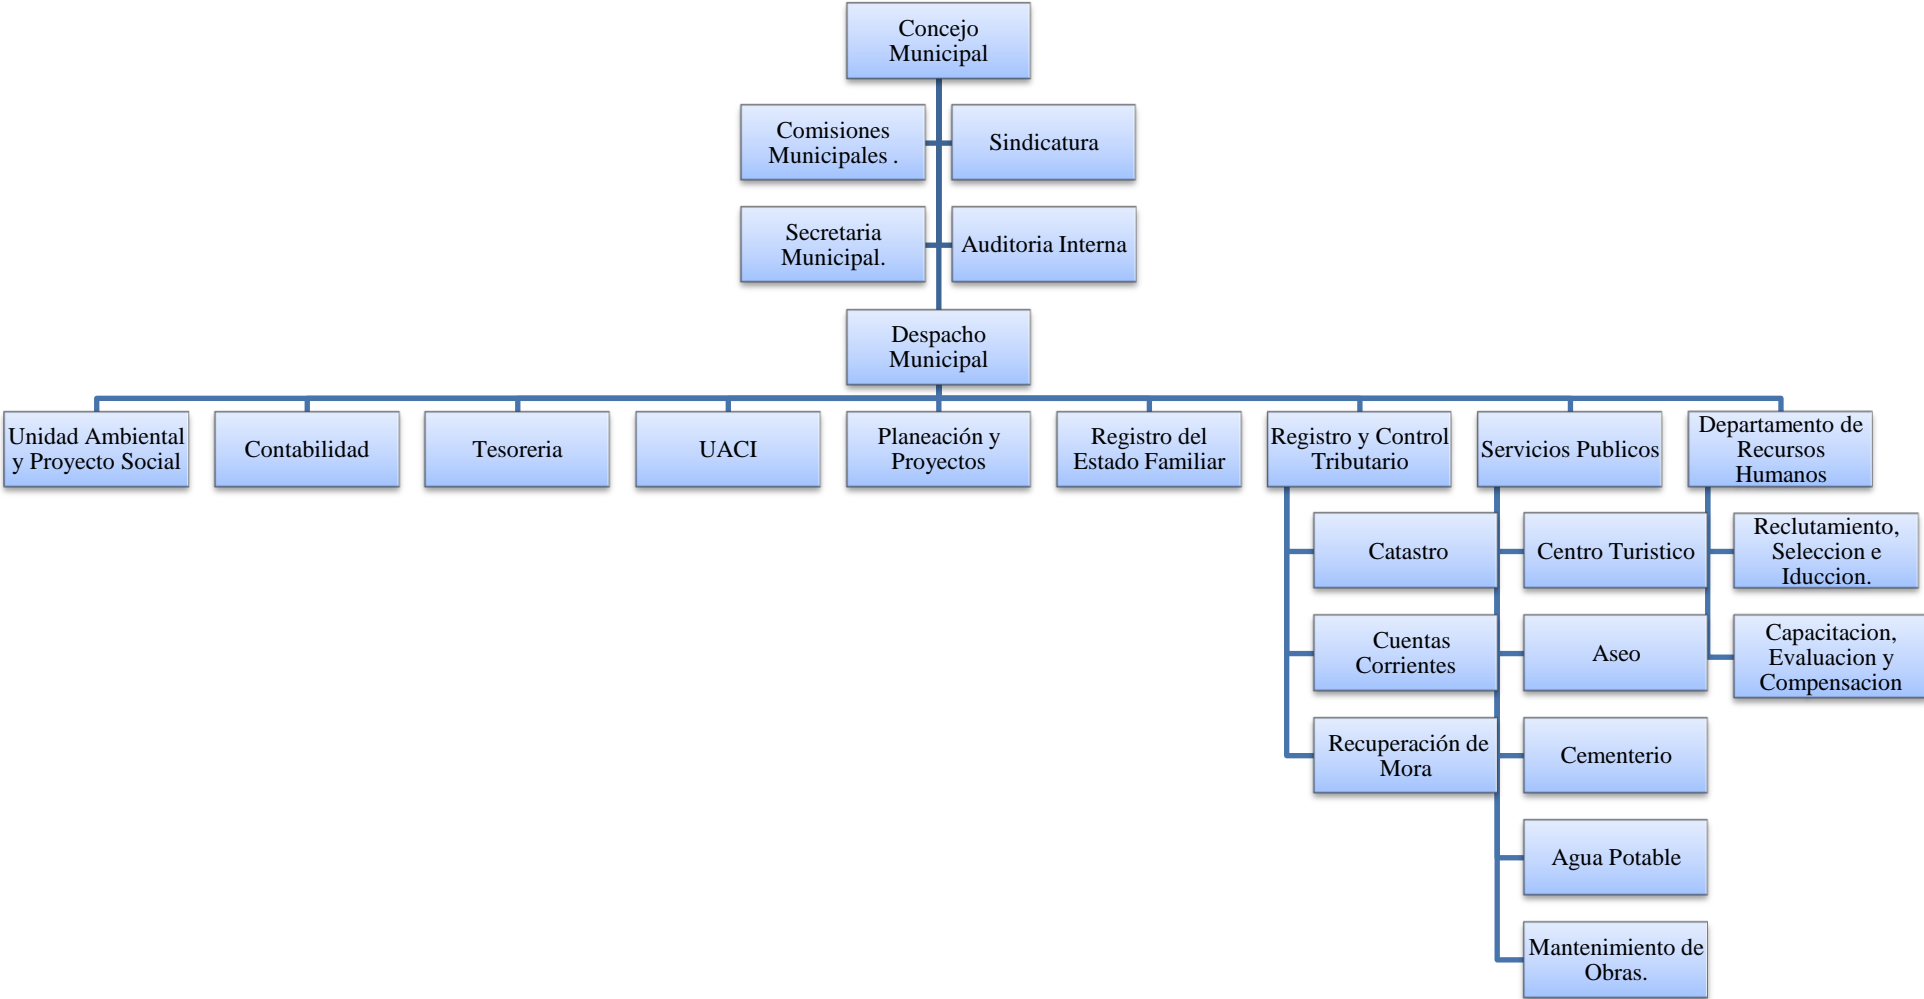 Concejo
Municipal
Comisiones
Municipales .
Sindicatura
Secretaria
Municipal.
Auditoria Interna
Despacho
Municipal
Unidad Ambiental
y Proyecto Social
Contabilidad
Tesoreria
UACI
Planeación y
Proyectos
Registro del
Estado Familiar
Registro y Control
Tributario
Servicios Publicos
Departamento de
Recursos
Humanos
Catastro
Cuentas
Corrientes
Recuperación de
Mora
Centro Turistico
Aseo
Cementerio
Agua Potable
Mantenimiento de
Obras.
Reclutamiento,
Seleccion e
Iduccion.
Capacitacion,
Evaluacion y
Compensacion